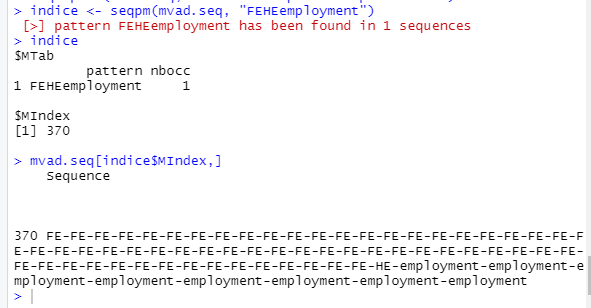 > indice <- seqpm(mvad.seq, "FEHEemployment")
[>] pattern FEHEemployment has been found in 1 sequences
> indice
$MTab
pattern nbocc
1 FEHEemployment 1
$MIndex
[1] 370
> mvad.seq[indice$MIndex,]
Sequence
370 FE-FE-FE-FE-FE-FE-FE-FE-FE-FE-FE-FE-FE-FE-FE-FE-FE-FE-FE-FE-FE-FE-F
E-FE-FE-FE-FE-FE-FE-FE-FE-FE-FE-FE-FE-FE-FE-FE-FE-FE-FE-FE-FE-FE-FE-FE-
FE-FE-FE-FE-FE-FE-FE-FE-FE-FE-FE-FE-FE-FE-FE-HE-employment-employment-e
mployment-employment-employment-employment-employment-employment
>